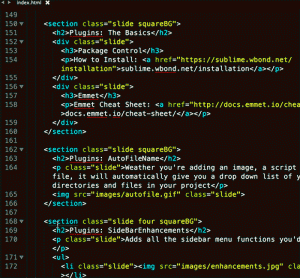 index.html
149
150 <section class="slide squareBG">
151 <h2>Plugins: The Basics</h2>
152 <div class="slide">
153 <h3>Package Control</h3>
154 <p>How to Install: <a href="https://sublime.wbond.net/
installation">sublime.wbond.net/installation</a></p>
155 </div>
156 <div class="slide">
157 <h3>Emmet</h3>
158 <p>Emmet Cheat Sheet: <a href="http://docs.emmet.io/chea
>docs.emmet.io/cheat-sheet/</a></p>
159 </div>
160 </section>
161
162 <section class="slide squareBG">
163 <h2>Plugins: AutoFileName</h2>
164 <p class="slide">Weather you're adding an image, a script
file, it will automatically give you a drop down list of y
directories and files in your project</p>
165 <img src="images/autofile.gif" class="slide">
166 </section>
167
168 <section class="slide four squareBG">
169 <h2>Plugins: SideBarEnhancements</h2>
170 <p class="slide">Adds all the sidebar menu functions you'd
</p>
171 <ul>
172 <li class="slide"><img src="images/enhancements.jpg" cl
></li>